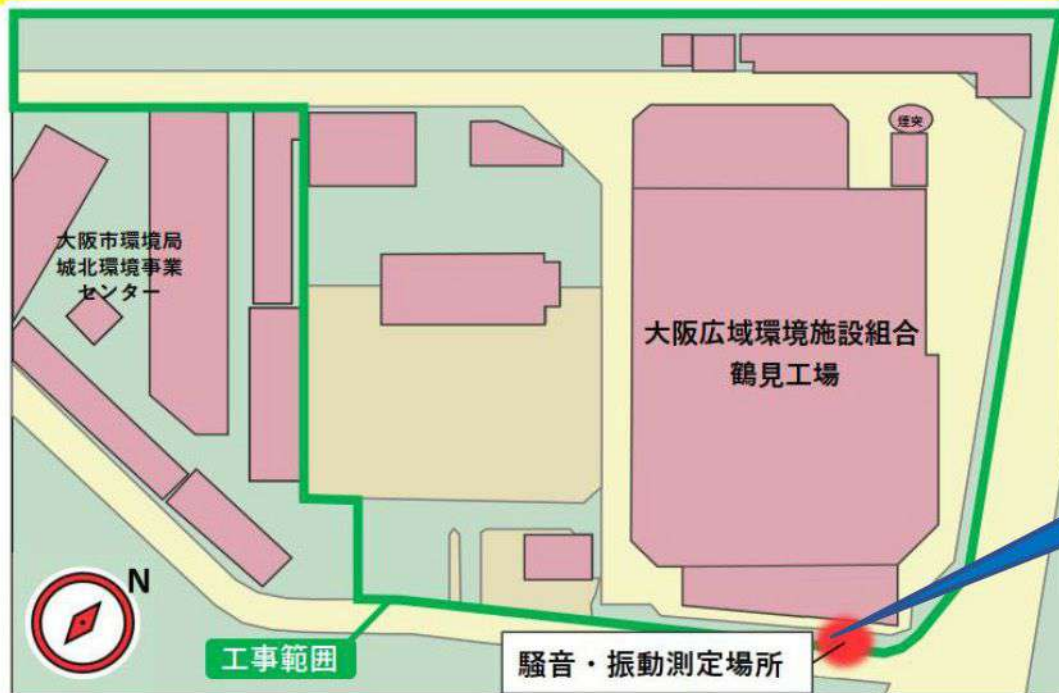 煙突
大阪市環境局
城北環境事業
センター
大阪広域環境施設組合
鶴見工場
N
工事範囲
騒音・振動測定場所